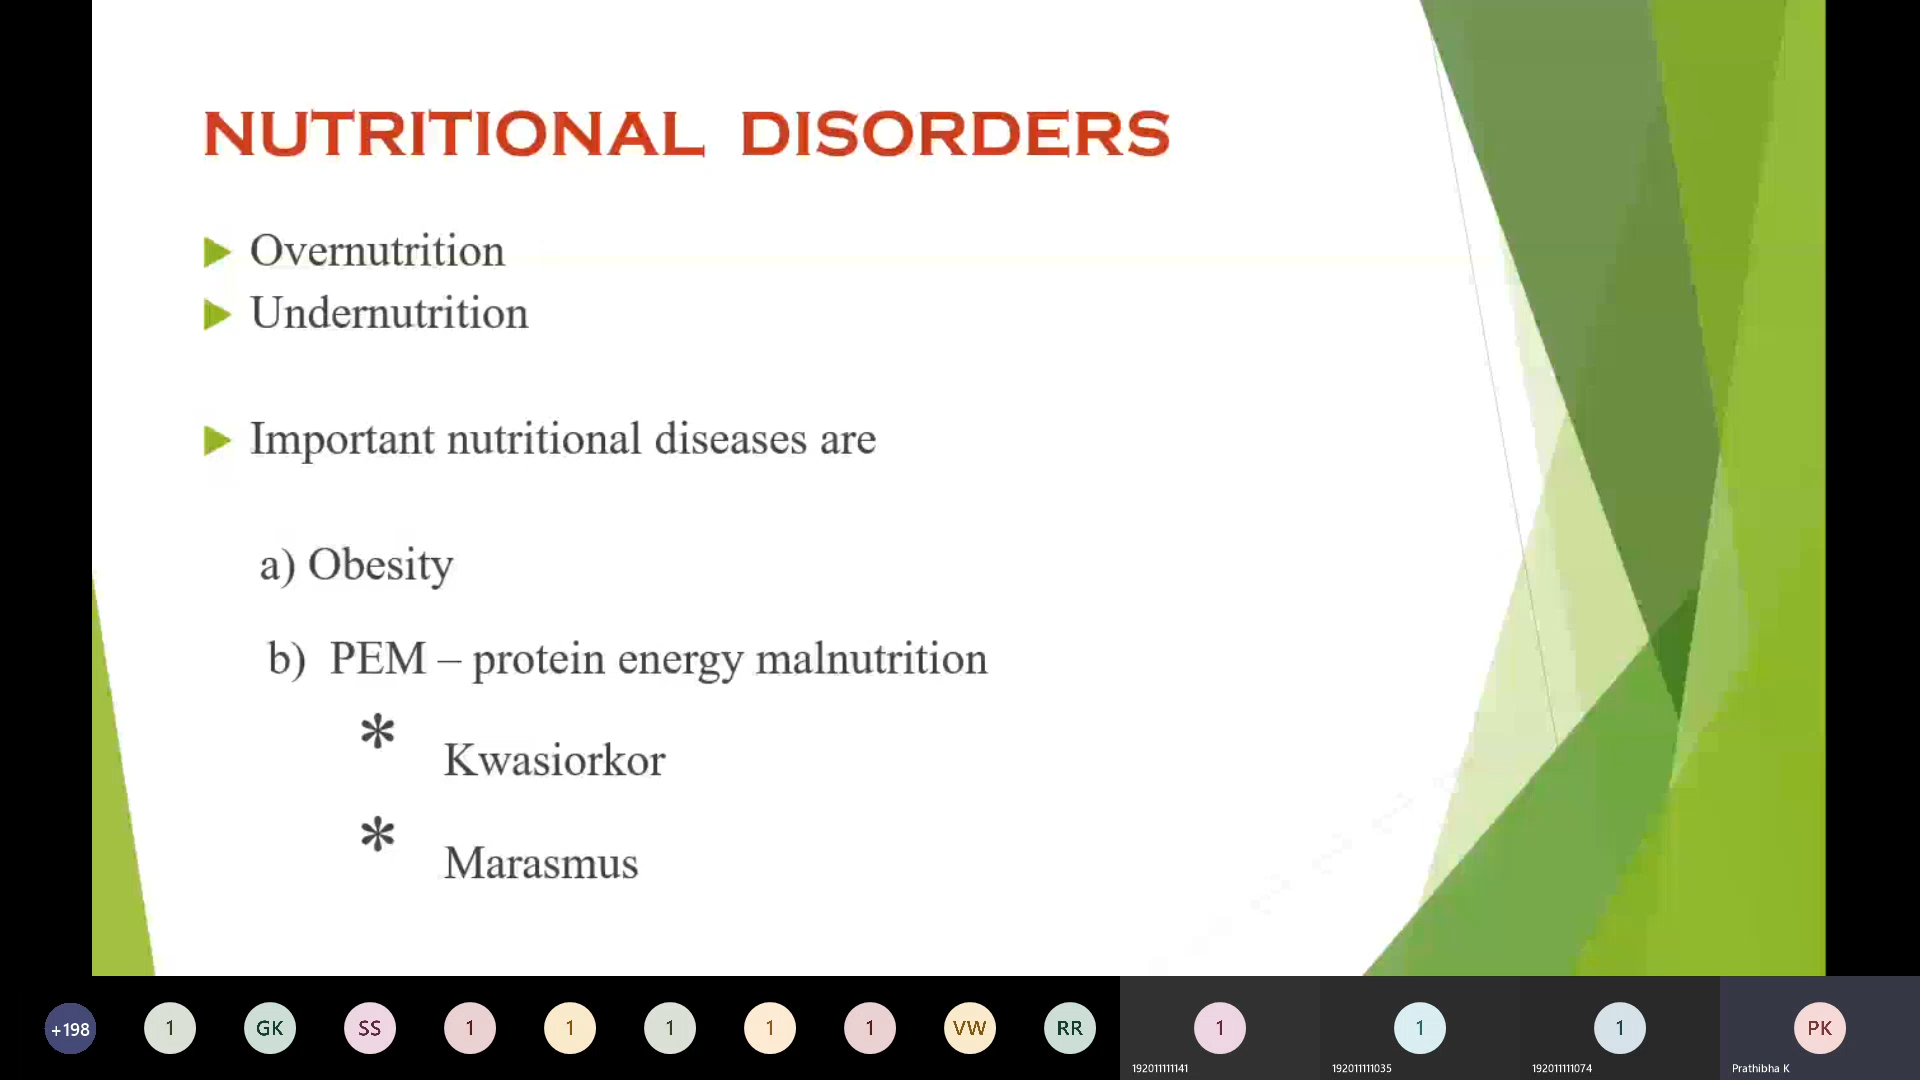 NUTRITIONAL DISORDERS
Overnutrition
Undernutrition
Important nutritional diseases are
a) Obesity
b) PEM – protein energy malnutrition
* Kwasiorkor
* Marasmus
+198
1
GK
SS
1
1
1
1
1
VW
RR
1
1
1
PK
192011111141
192011111035
192011111074
Prathibha K